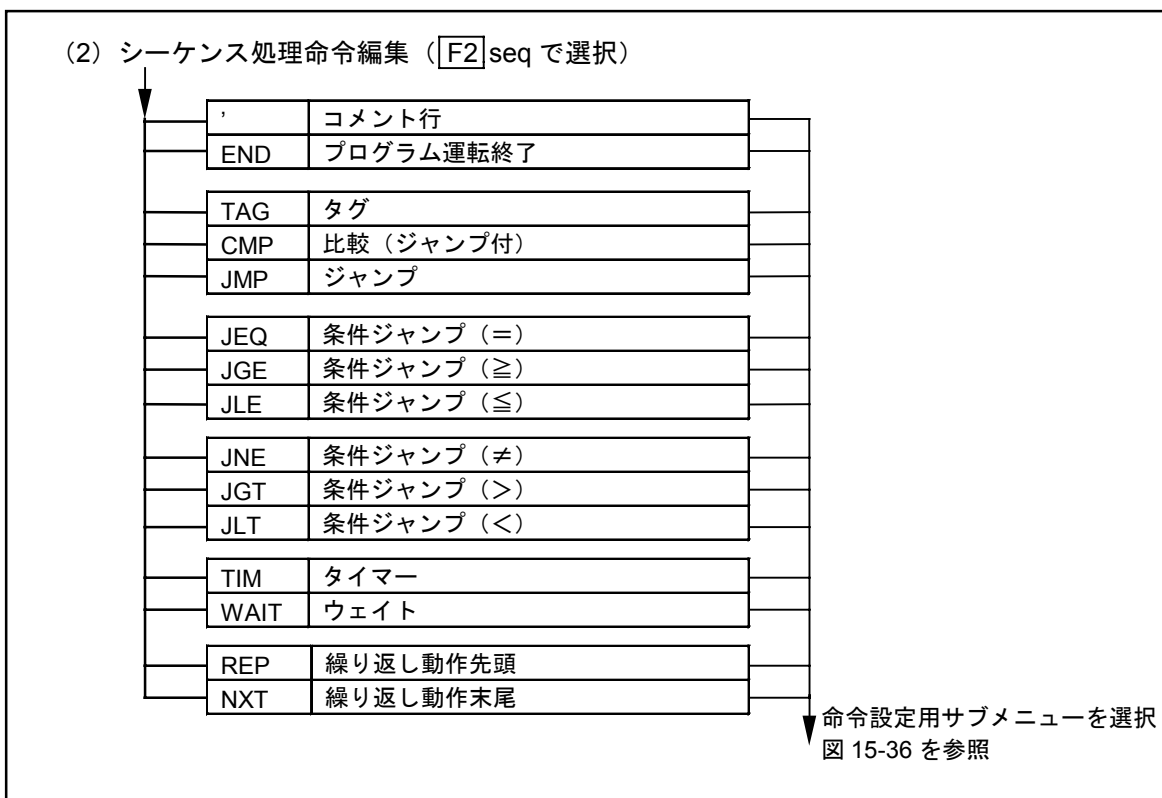 （2）シーケンス処理命令編集（F2 seq で選択）
’ コメント行
END プログラム運転終了
TAG タグ
CMP 比較（ジャンプ付）
JMP ジャンプ
JEQ 条件ジャンプ（＝）
JGE 条件ジャンプ（≧）
JLE 条件ジャンプ（≦）
JNE 条件ジャンプ（≠）
JGT 条件ジャンプ（＞）
JLT 条件ジャンプ（＜）
TIM タイマー
WAIT ウェイト
REP 繰り返し動作先頭
NXT 繰り返し動作末尾
命令設定用サブメニューを選択
図 15-36 を参照